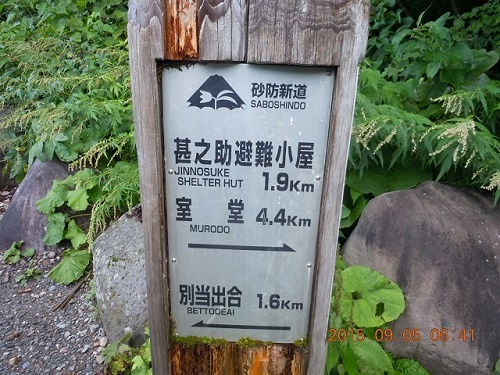 砂防新道
SABOSHINDO
甚之助避難小屋
JINNOSUKE
SHELTER HUT 1.9Km
室堂 4.4Km
MURODO
別当出合 1.6Km
BETTODEAI
2013 09 05 08 41